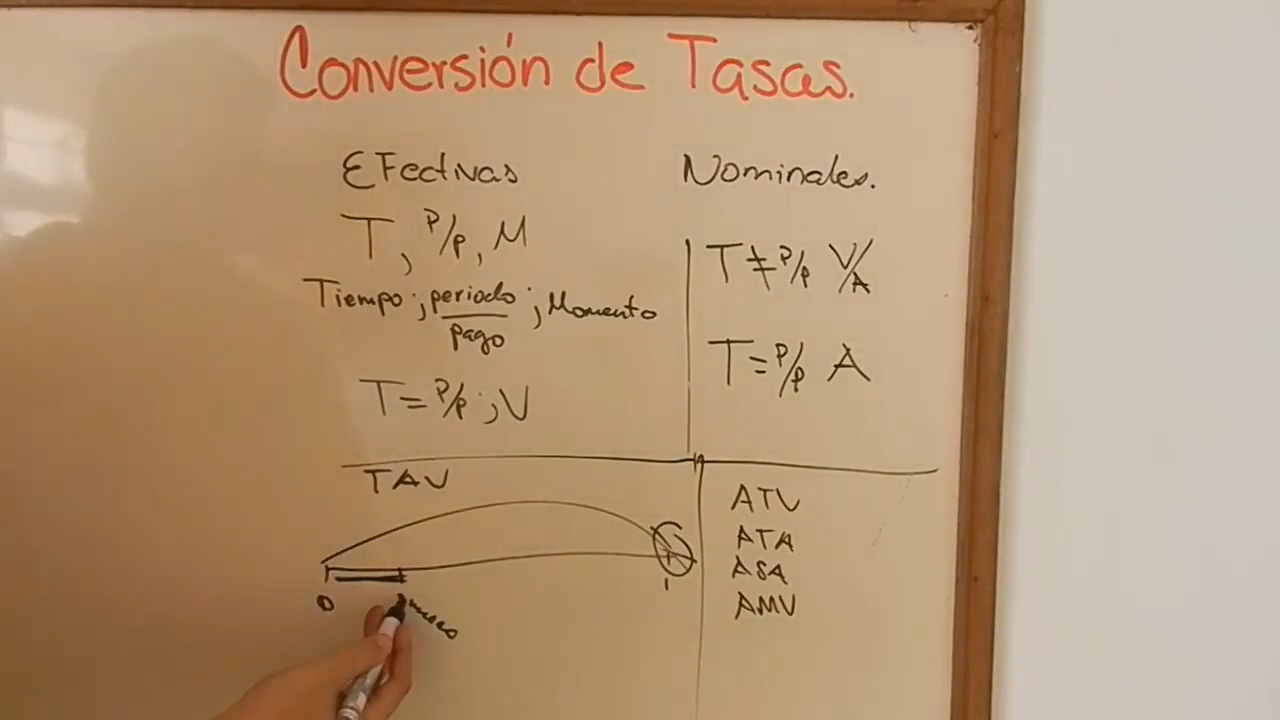 Conversión de Tasas.
Efectivas
T, P/p, M
Tiempo ; periodo/pago ; Momento
T = P/p ; V
Nominales.
T ≠ P/p V/A
T = P/p A
TAV
0
1
ATV
ATA
ASA
AMV